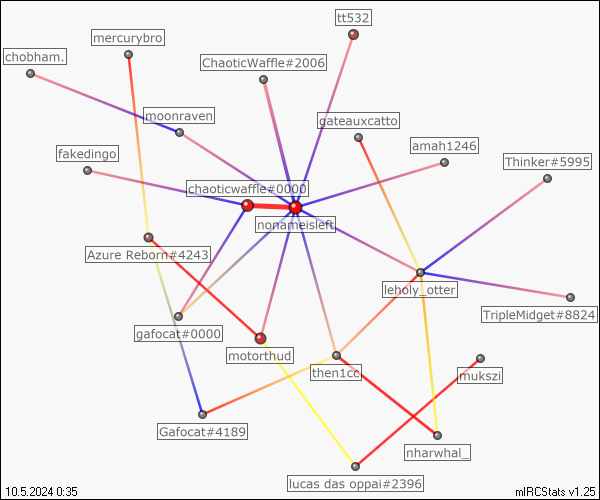 tt532
mercurybro
chobham.
ChaoticWaffle#2006
moonraven
gateauxcatto
amah1246
fakedingo
Thinker#5995
chaoticwaffle#0000
nonameisleft
Azure Reborn#4243
leholy_otter
TripleMidget#8824
gafocat#0000
motorthud
then1cc
mukszi
Gafocat#4189
nharwhal_
lucas das oppai#2396
10.5.2024 0:35
mIRCStats v1.25